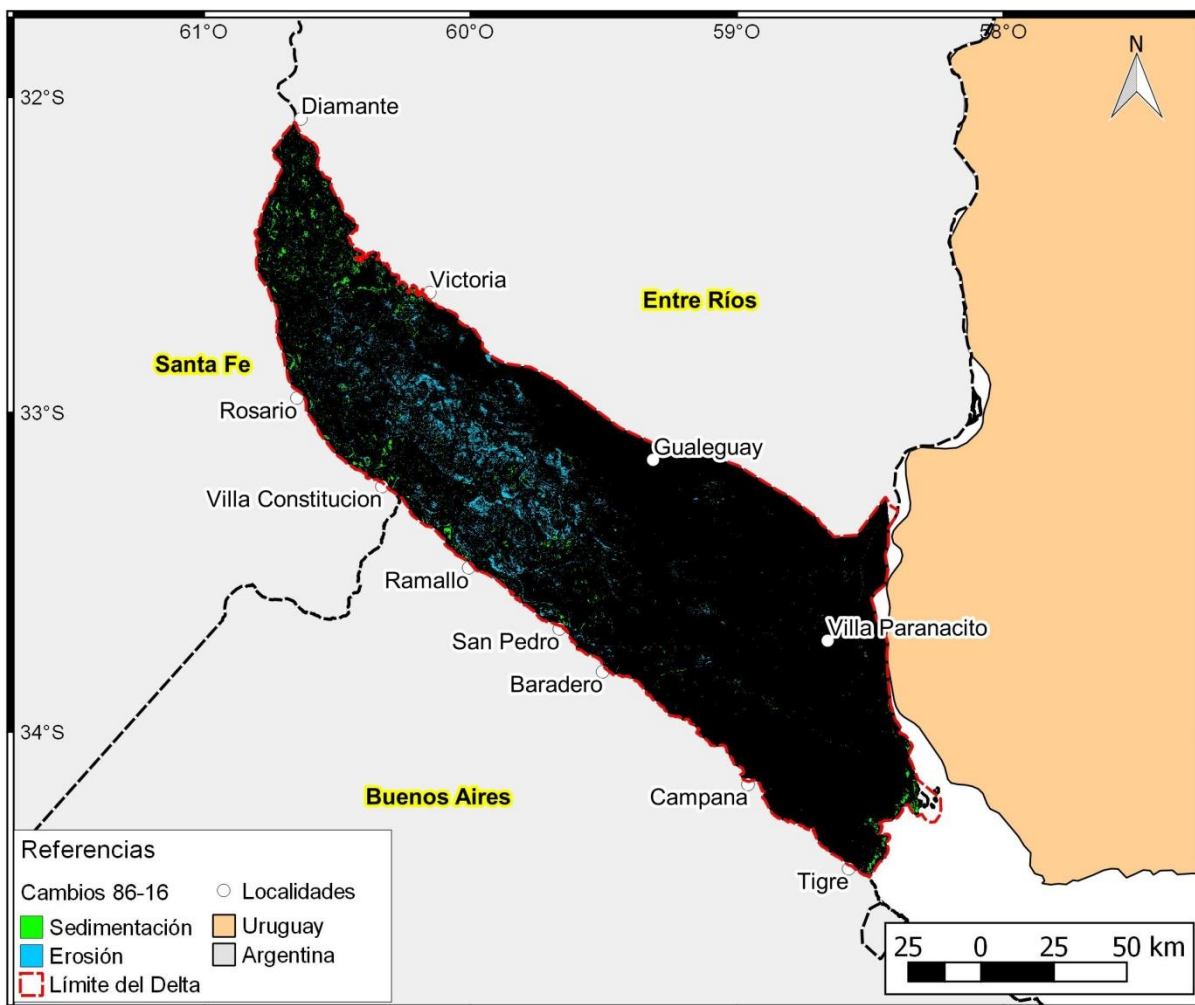 61°O
60°O
59°O
58°O
N
32°S
Diamante
Victoria
Entre Ríos
Santa Fe
Rosario
33°S
Gualeguay
Villa Constitucion
Ramallo
San Pedro
Villa Paranacito
Baradero
34°S
Buenos Aires
Campana
Tigre
Referencias
Cambios 86-16
Localidades
Sedimentación
Uruguay
Erosión
Argentina
Límite del Delta
25 0 25 50 km